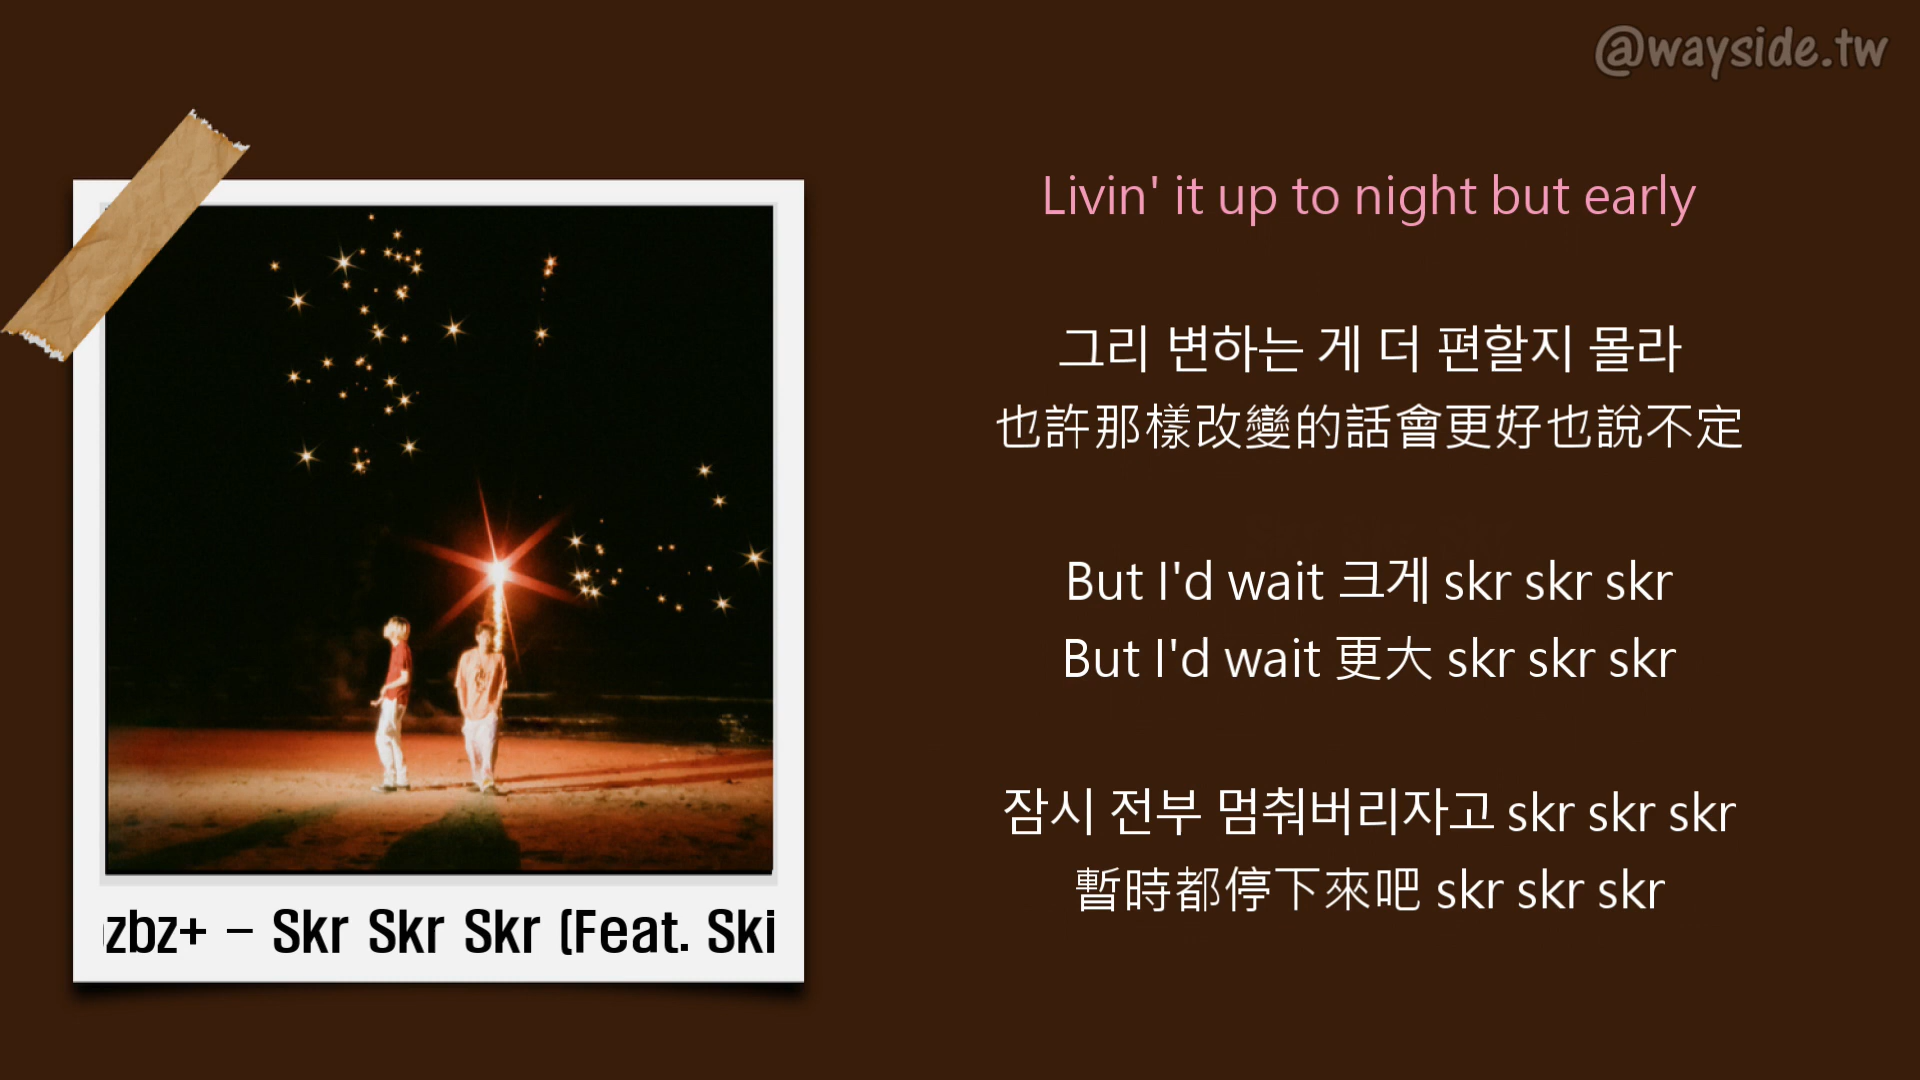 @wayside.tw
Livin' it up to night but early
그리 변하는 게 더 편할지 몰라
也許那樣改變的話會更好也說不定
But I'd wait 크게 skr skr skr
But I'd wait 更大 skr skr skr
잠시 전부 멈춰버리자고 skr skr skr
暫時都停下來吧 skr skr skr
zbz+ – Skr Skr Skr (Feat. Ski